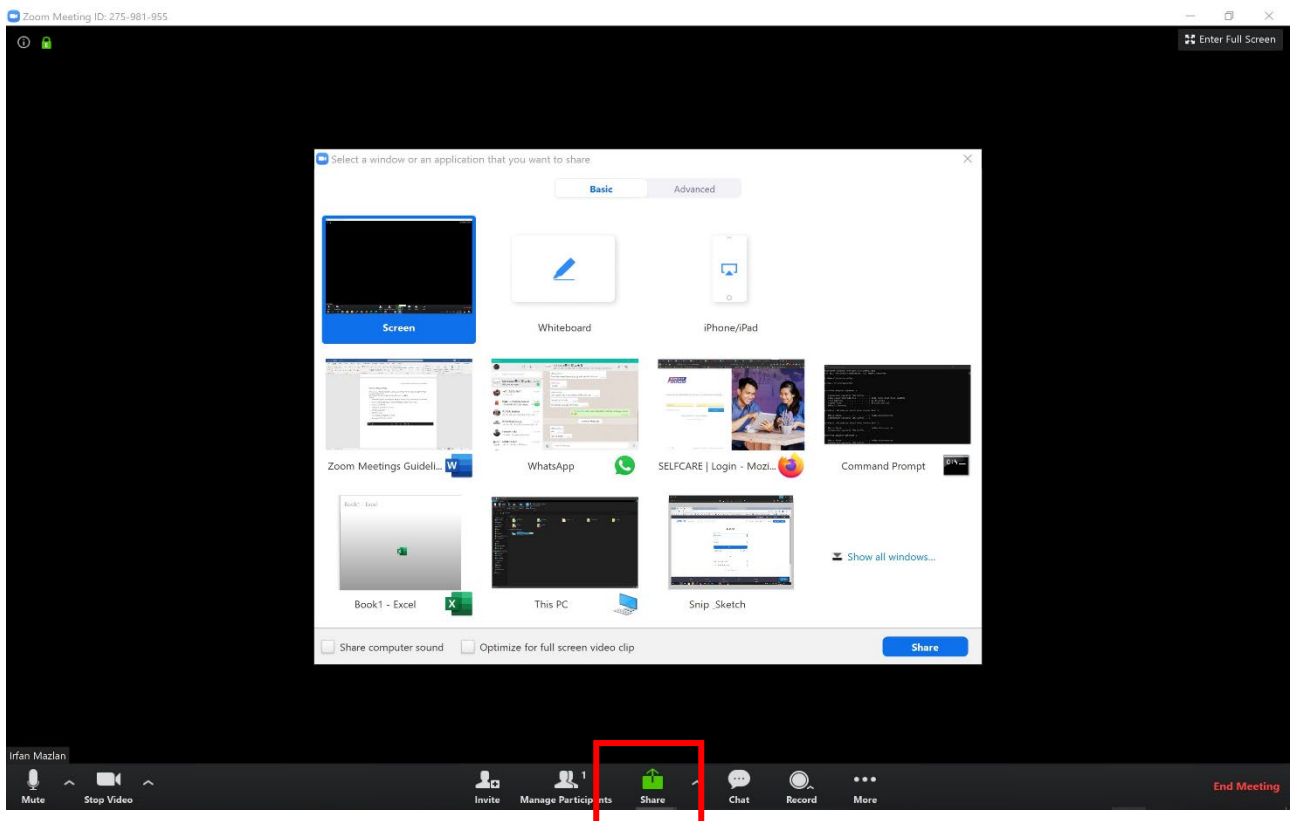 Zoom Meeting ID: 275-981-955
Enter Full Screen
Select a window or an application that you want to share
Basic Advanced
Screen Whiteboard iPhone/iPad
Zoom Meetings Guideli... WhatsApp SELFCARE | Login - Mozi... Command Prompt
Book1 - Excel
Show all windows...
Book1 - Excel This PC Snip _Sketch
Share computer sound Optimize for full screen video clip Share
Irfan Mazlan
1
Mute Stop Video Invite Manage Participants Share Chat Record More End Meeting